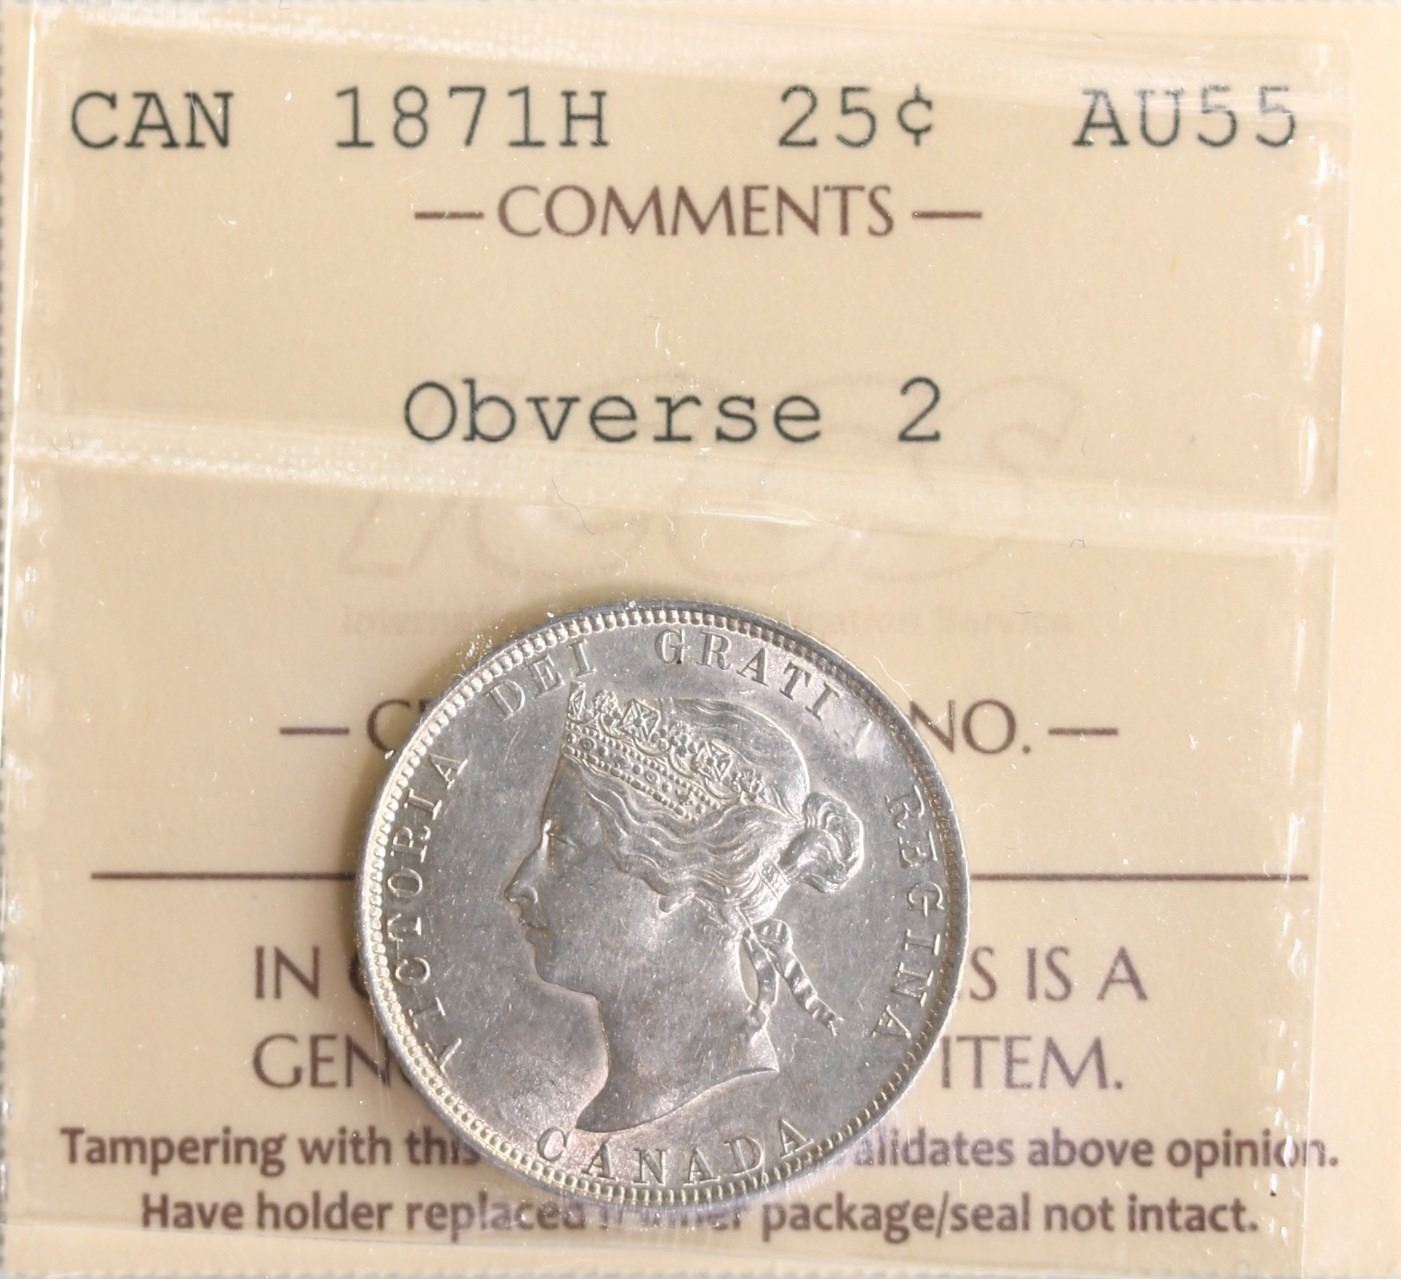 CAN 1871H 25¢ AU55
— COMMENTS —
Obverse 2
ICCS
NO. —
VICTORIA DEI GRATIA REGINA
CANADA
IN S IS A
GEN ITEM.
Tampering with this alidates above opinion.
Have holder replaced package/seal not intact.